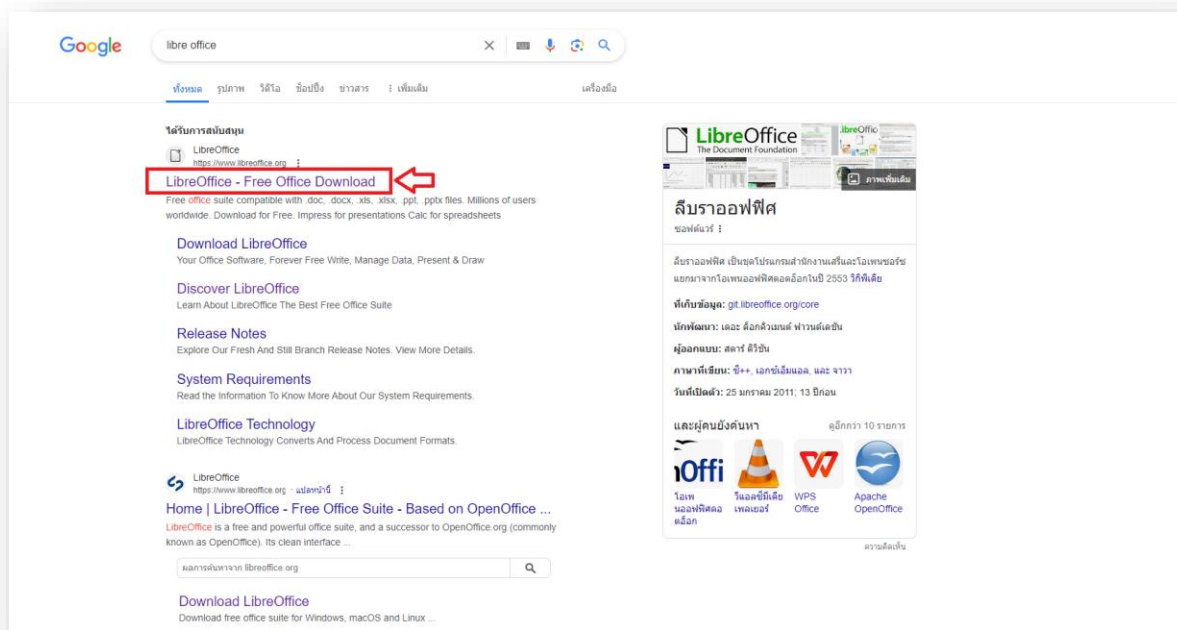 Google
libre office
ทั้งหมด รูปภาพ วิดีโอ ช็อปปิ้ง ข่าวสาร เพิ่มเติม เครื่องมือ
ได้รับการสนับสนุน
LibreOffice
https://www.libreoffice.org
LibreOffice - Free Office Download
Free office suite compatible with .doc, .docx, .xls, .xlsx, .ppt, .pptx files. Millions of users
worldwide. Download for Free. Impress for presentations Calc for spreadsheets
Download LibreOffice
Your Office Software, Forever Free Write, Manage Data, Present & Draw
Discover LibreOffice
Learn About LibreOffice The Best Free Office Suite
Release Notes
Explore Our Fresh And Still Branch Release Notes. View More Details.
System Requirements
Read the Information To Know More About Our System Requirements.
LibreOffice Technology
LibreOffice Technology Converts And Process Document Formats.
LibreOffice
https://www.libreoffice.org · แปลหน้านี้
Home | LibreOffice - Free Office Suite - Based on OpenOffice ...
LibreOffice is a free and powerful office suite, and a successor to OpenOffice.org (commonly
known as OpenOffice). Its clean interface ...
ผลการค้นหาจาก libreoffice.org
Download LibreOffice
Download free office suite for Windows, macOS and Linux ...
LibreOffice
The Document Foundation
ibreOffic
ภาพเพิ่มเติม
ลีบราออฟฟิศ
ซอฟต์แวร์
ลีบราออฟฟิศ เป็นชุดโปรแกรมสำนักงานเสรีและโอเพนซอร์ซ
แยกมาจากโอเพนออฟฟิศดอตอ็อกในปี 2553 วิกิพีเดีย
ที่เก็บข้อมูล: git.libreoffice.org/core
นักพัฒนา: เดอะ ด็อกคิวเมนต์ ฟาวน์เดชัน
ผู้ออกแบบ: สตาร์ ดิวิชัน
ภาษาที่เขียน: ซี++, เอกซ์เอ็มแอล, และ จาวา
วันที่เปิดตัว: 25 มกราคม 2011; 13 ปีก่อน
และผู้คนยังค้นหา ดูอีกกว่า 10 รายการ
nOffi
โอเพ
นออฟฟิศดอ
ตอ็อก
วีแอลซีมีเดีย
เพลเยอร์
WPS
Office
Apache
OpenOffice
ความคิดเห็น